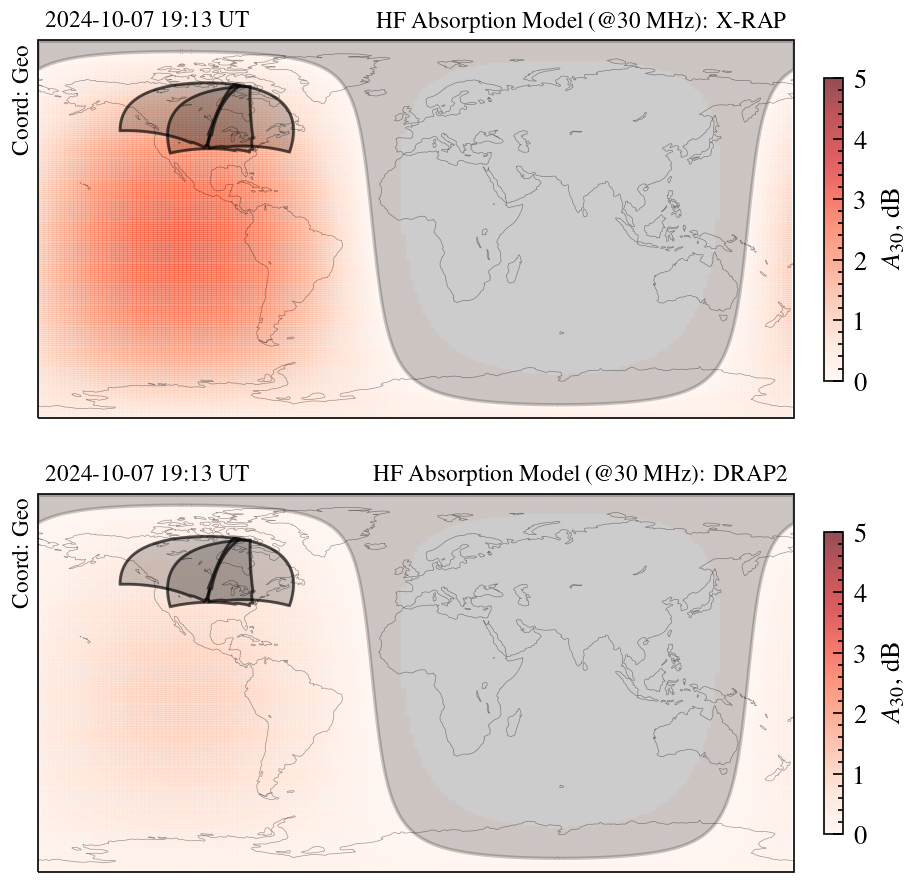 2024-10-07 19:13 UT
HF Absorption Model (@30 MHz): X-RAP
Coord: Geo
5
4
3
2
1
0
A30, dB
2024-10-07 19:13 UT
HF Absorption Model (@30 MHz): DRAP2
Coord: Geo
5
4
3
2
1
0
A30, dB